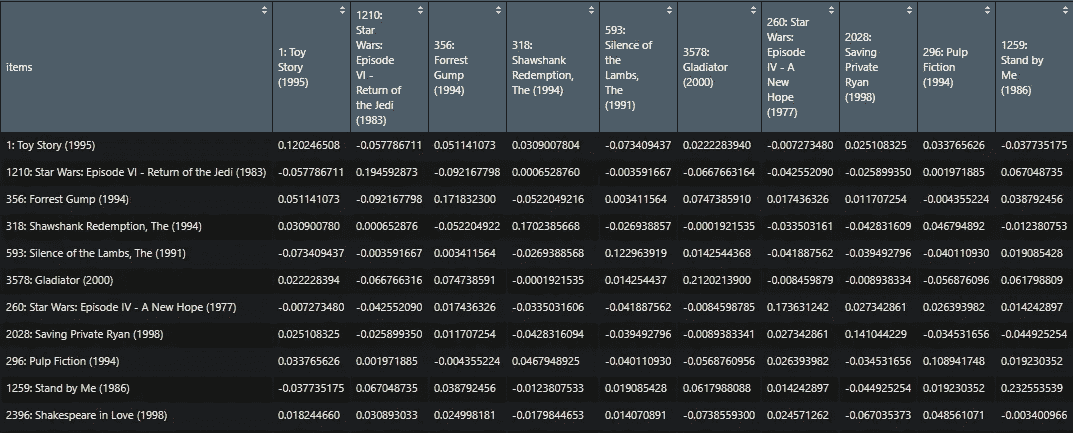 items 1: Toy Story (1995) 1210: Star Wars: Episode VI - Return of the Jedi (1983) 356: Forrest Gump (1994) 318: Shawshank Redemption, The (1994) 593: Silence of the Lambs, The (1991) 3578: Gladiator (2000) 260: Star Wars: Episode IV - A New Hope (1977) 2028: Saving Private Ryan (1998) 296: Pulp Fiction (1994) 1259: Stand by Me (1986)
1: Toy Story (1995) 0.120246508 -0.057786711 0.051141073 0.0309007804 -0.073409437 0.0222283940 -0.007273480 0.025108325 0.033765626 -0.037735175
1210: Star Wars: Episode VI - Return of the Jedi (1983) -0.057786711 0.194592873 -0.092167798 0.0006528760 -0.003591667 -0.0667663164 -0.042552090 -0.025899350 0.001971885 0.067048735
356: Forrest Gump (1994) 0.051141073 -0.092167798 0.171832300 -0.0522049216 0.003411564 0.0747385910 0.017436326 0.011707254 -0.004355224 0.038792456
318: Shawshank Redemption, The (1994) 0.030900780 0.000652876 -0.052204922 0.1702385668 -0.026938857 -0.0001921535 -0.033503161 -0.042831609 0.046794892 -0.012380753
593: Silence of the Lambs, The (1991) -0.073409437 -0.003591667 0.003411564 -0.0269388568 0.122963919 0.0142544368 -0.041887562 -0.039492796 -0.040110930 0.019085428
3578: Gladiator (2000) 0.022228394 -0.066766316 0.074738591 -0.0001921535 0.014254437 0.2120213900 -0.008459879 -0.008938334 -0.056876096 0.061798809
260: Star Wars: Episode IV - A New Hope (1977) -0.007273480 -0.042552090 0.017436326 -0.0335031606 -0.041887562 -0.0084598785 0.173631242 0.027342861 0.026393982 0.014242897
2028: Saving Private Ryan (1998) 0.025108325 -0.025899350 0.011707254 -0.0428316094 -0.039492796 -0.0089383341 0.027342861 0.141044229 -0.034531656 -0.044925254
296: Pulp Fiction (1994) 0.033765626 0.001971885 -0.004355224 0.0467948925 -0.040110930 -0.0568760956 0.026393982 -0.034531656 0.108941748 0.019230352
1259: Stand by Me (1986) -0.037735175 0.067048735 0.038792456 -0.0123807533 0.019085428 0.0617988088 0.014242897 -0.044925254 0.019230352 0.232553539
2396: Shakespeare in Love (1998) 0.018244660 0.030893033 0.024998181 -0.0179844653 0.014070891 -0.0738559300 0.024571262 -0.067035373 0.048561071 -0.003400966